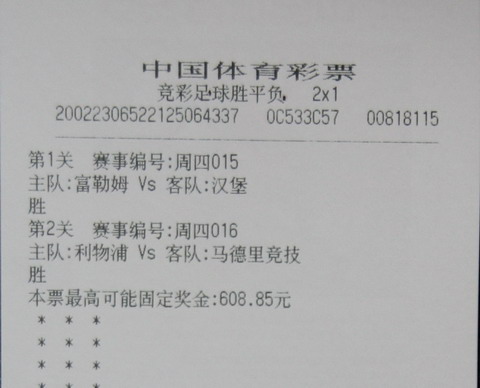 中国体育彩票
竞彩足球胜平负 2x1
20022306522125064337 0C533C57 00818115
第1关 赛事编号:周四015
主队:富勒姆 Vs 客队:汉堡
胜
第2关 赛事编号:周四016
主队:利物浦 Vs 客队:马德里竞技
胜
本票最高可能固定奖金:608.85元
* * *
* * *
* * *
* * *